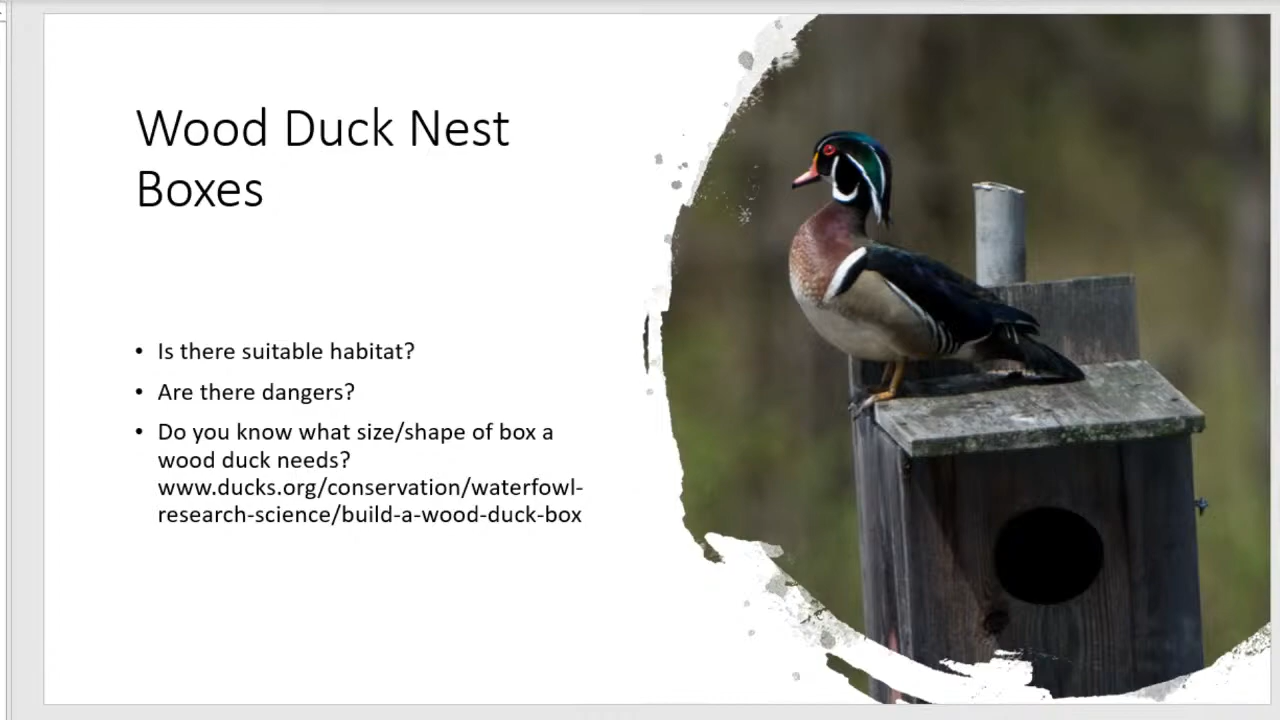 Wood Duck Nest
Boxes
• Is there suitable habitat?
• Are there dangers?
• Do you know what size/shape of box a
wood duck needs?
www.ducks.org/conservation/waterfowl-
research-science/build-a-wood-duck-box